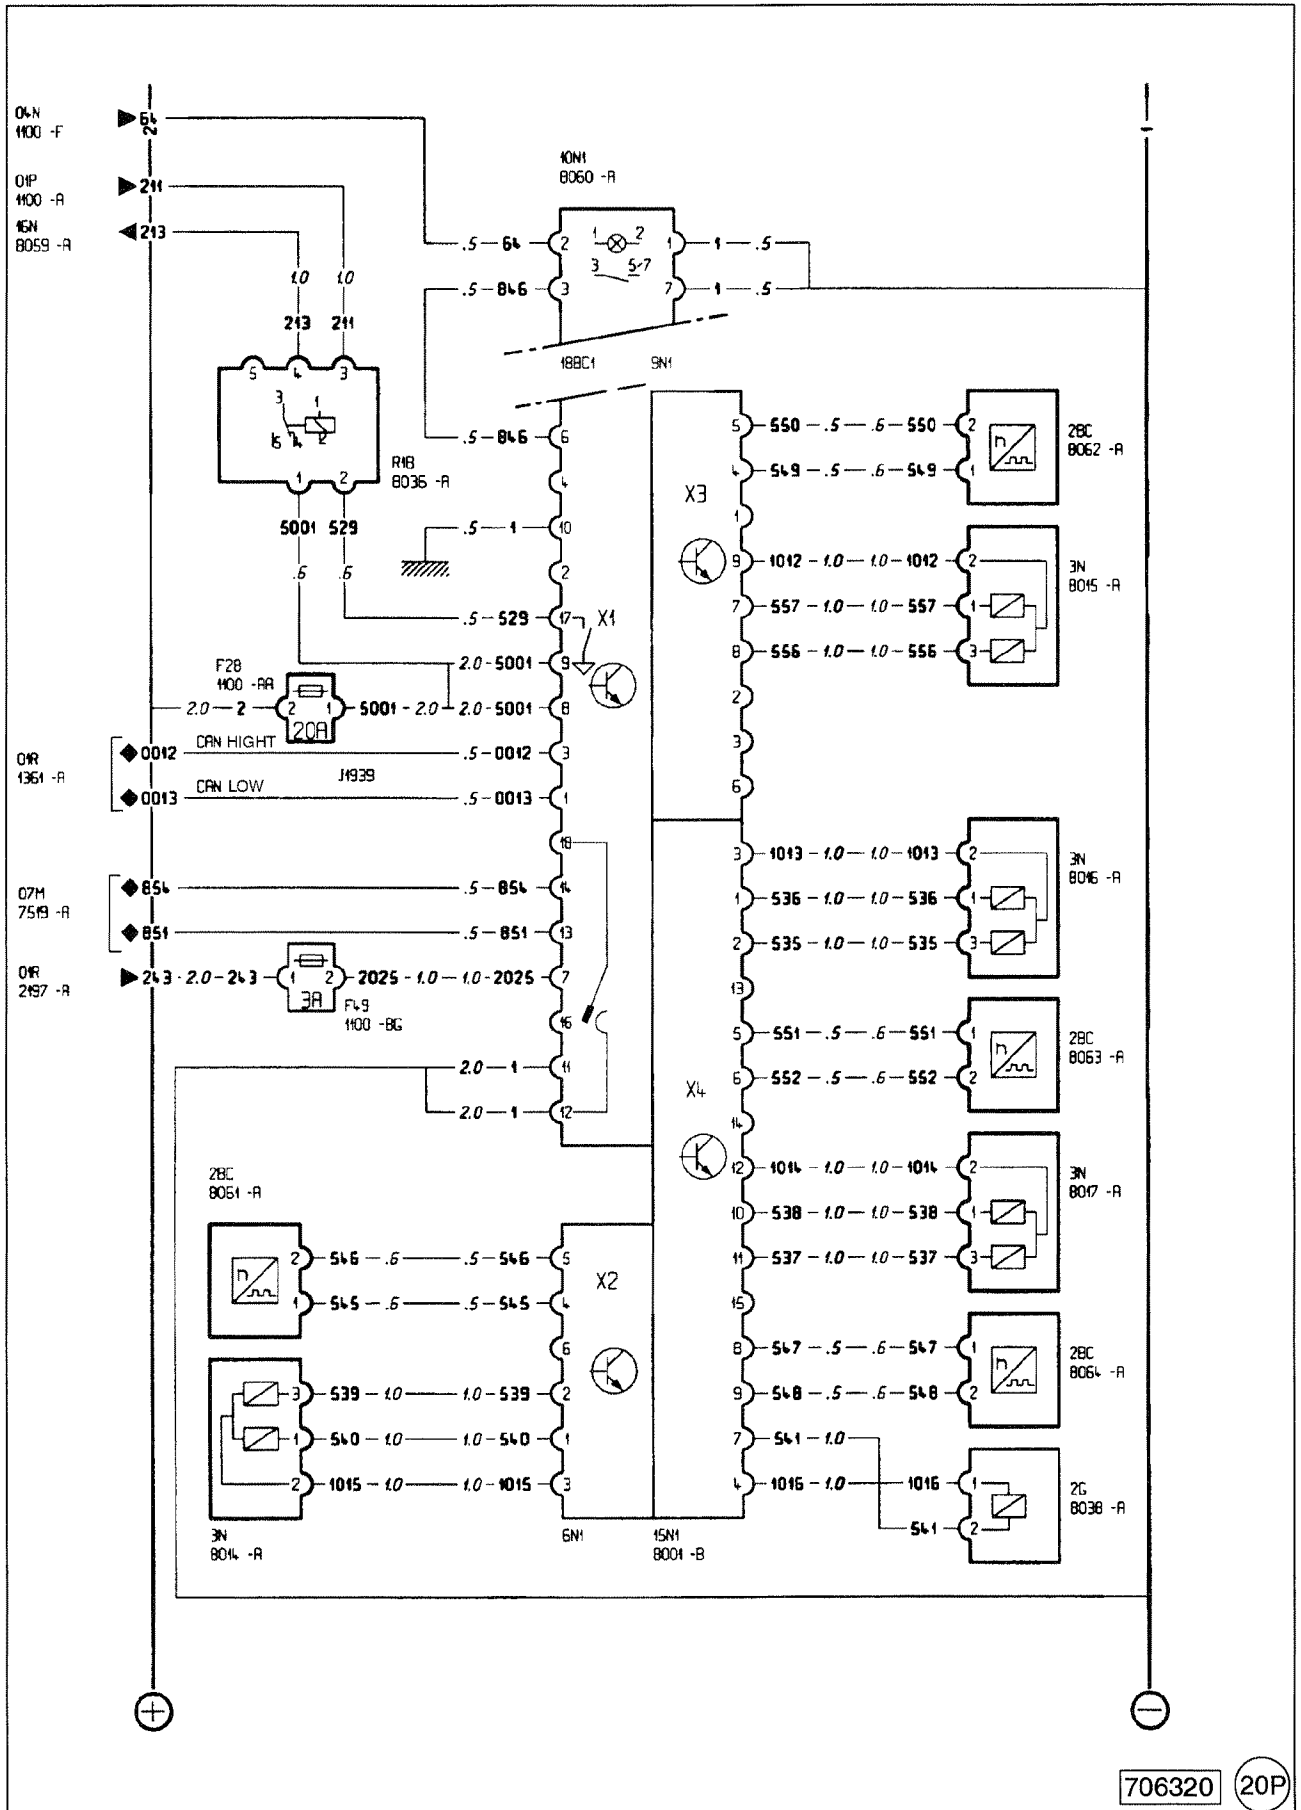 04N
1100 -F
64
2
01P
1100 -A
211
16N
8059 -A
213
1.0 1.0
213 211
5 4 3
3 1
5 4 2
1 2
R1B
8036 -A
5001 529
.6 .6
10N1
8060 -A
.5 64 2 1 2 1 1 .5
.5 846 3 3 5-7 7 1 .5
18BC1 9N1
.5 846 6
4
.5 1 10
2
.5 529 17 X1
2.0 5001 9
F28
1100 -AA
2.0 2 2 1 5001 2.0 2.0 5001 8
20A
01R
1361 -A
0012 CAN HIGHT .5 0012 3
J1939
0013 CAN LOW .5 0013 1
18
07M
7519 -A
854 .5 854 14
851 .5 851 13
01R
2197 -A
243 2.0 243 1 2 2025 1.0 1.0 2025 7
3A
F49
1100 -BG
16
2.0 1 11
2.0 1 12
X3
5 550 .5 .6 550 2
4 549 .5 .6 549 1
2BC
8062 -A
1
9 1012 1.0 1.0 1012 2
7 557 1.0 1.0 557 1
8 556 1.0 1.0 556 3
3N
8015 -A
2
3
6
X4
3 1013 1.0 1.0 1013 2
1 536 1.0 1.0 536 1
2 535 1.0 1.0 535 3
3N
8016 -A
13
5 551 .5 .6 551 1
6 552 .5 .6 552 2
2BC
8063 -A
14
12 1014 1.0 1.0 1014 2
10 538 1.0 1.0 538 1
11 537 1.0 1.0 537 3
3N
8017 -A
15
8 547 .5 .6 547 1
9 548 .5 .6 548 2
2BC
8064 -A
7 541 1.0
4 1016 1.0 1016 1
541 2
2G
8038 -A
2BC
8061 -A
n 2 546 .6 .5 546 5
1 545 .6 .5 545 4
X2
6
3 539 1.0 1.0 539 2
1 540 1.0 1.0 540 1
2 1015 1.0 1.0 1015 3
3N
8014 -A
6N1
15N1
8001 -B
+
−
706320 20P